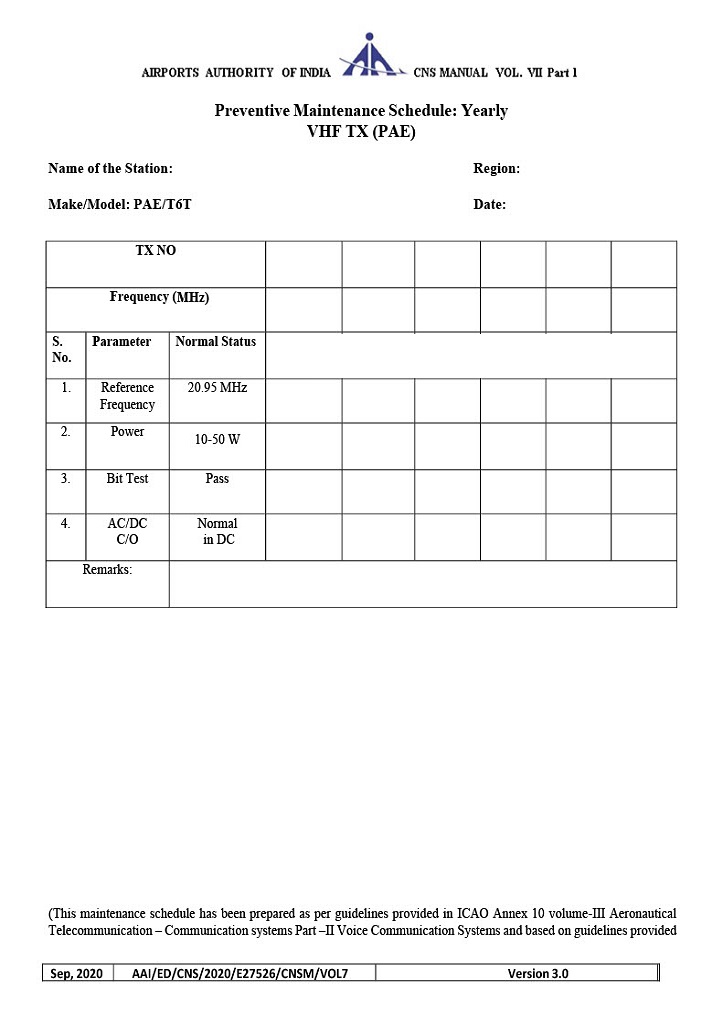 AIRPORTS AUTHORITY OF INDIA CNS MANUAL VOL. VII Part 1
Preventive Maintenance Schedule: Yearly
VHF TX (PAE)
Name of the Station: Region:
Make/Model: PAE/T6T Date:
TX NO
Frequency (MHz)
S. No. Parameter Normal Status
1. Reference Frequency 20.95 MHz
2. Power 10-50 W
3. Bit Test Pass
4. AC/DC C/O Normal in DC
Remarks:
(This maintenance schedule has been prepared as per guidelines provided in ICAO Annex 10 volume-III Aeronautical
Telecommunication – Communication systems Part –II Voice Communication Systems and based on guidelines provided
Sep, 2020 AAI/ED/CNS/2020/E27526/CNSM/VOL7 Version 3.0